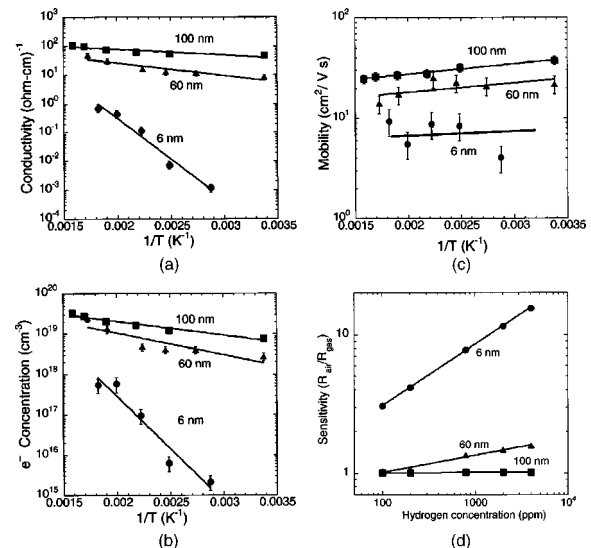 10⁴
10³
10²
10¹
10⁰
10⁻¹
10⁻²
10⁻³
10⁻⁴
Conductivity (ohm-cm)⁻¹
100 nm
60 nm
6 nm
0.0015 0.002 0.0025 0.003 0.0035
1/T (K⁻¹)
(a)
10²
10¹
10⁰
Mobility (cm²/ V s)
100 nm
60 nm
6 nm
0.0015 0.002 0.0025 0.003 0.0035
1/T (K⁻¹)
(c)
10²⁰
10¹⁹
10¹⁸
10¹⁷
10¹⁶
10¹⁵
e⁻ Concentration (cm⁻³)
100 nm
60 nm
6 nm
0.0015 0.002 0.0025 0.003 0.0035
1/T (K⁻¹)
(b)
10
1
Sensitivity (R_air/R_gas)
6 nm
60 nm
100 nm
100 1000 10⁴
Hydrogen concentration (ppm)
(d)